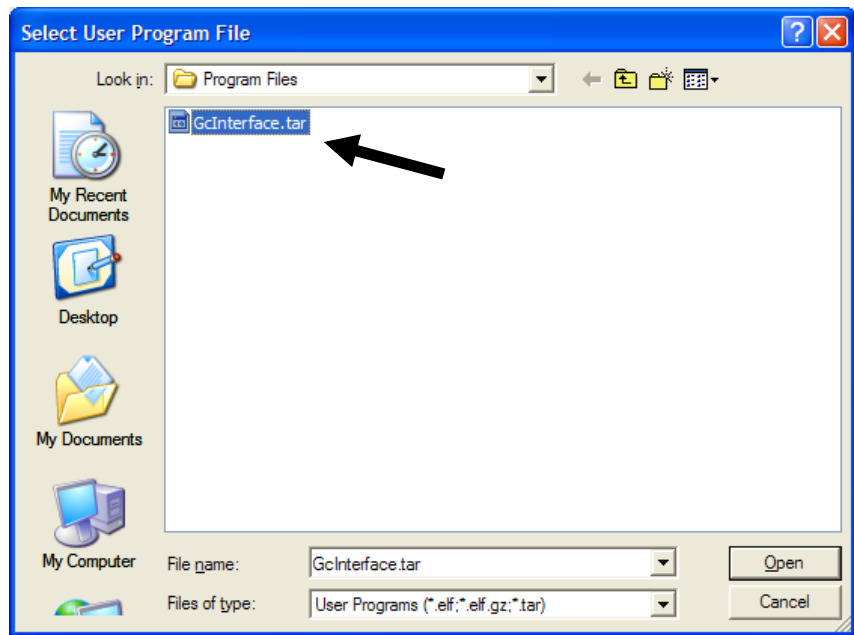 Select User Program File
Look in:
Program Files
GcInterface.tar
My Recent
Documents
Desktop
My Documents
My Computer
File name:
GcInterface.tar
Open
Files of type:
User Programs (*.elf;*.elf.gz;*.tar)
Cancel